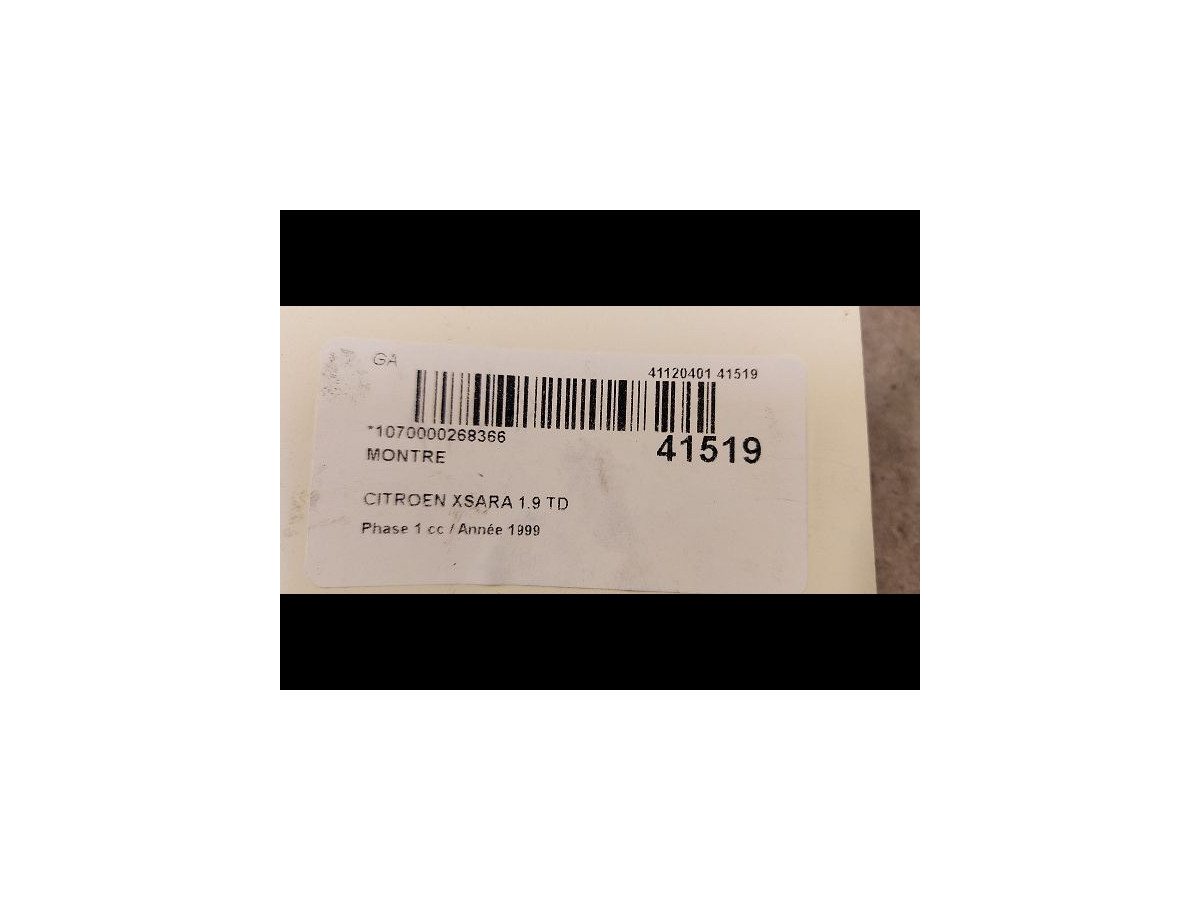 GA
41120401 41519
*1070000268366
41519
MONTRE
CITROEN XSARA 1.9 TD
Phase 1 cc / Année 1999